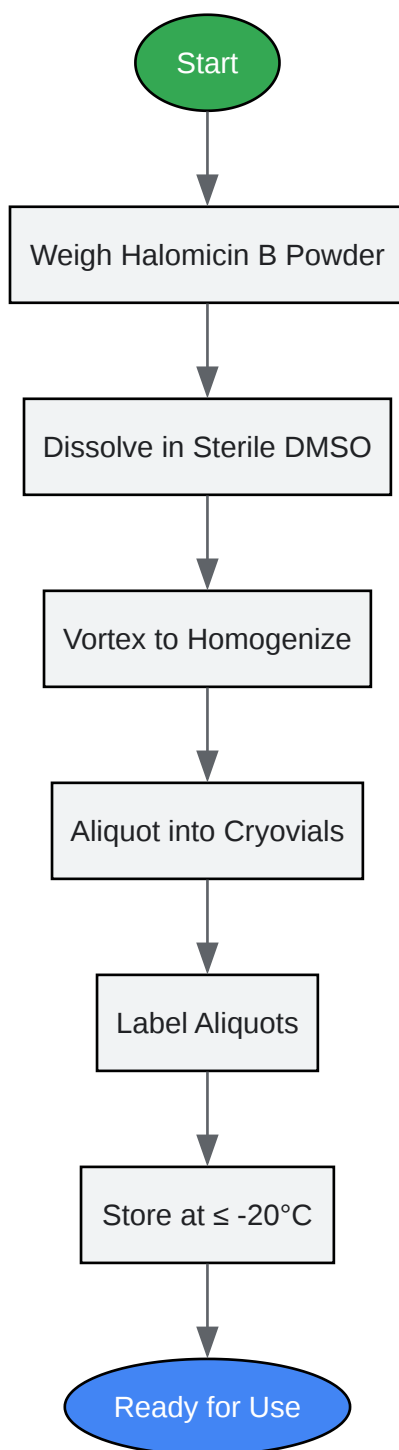 Start
Weigh Halomicin B Powder
Dissolve in Sterile DMSO
Vortex to Homogenize
Aliquot into Cryovials
Label Aliquots
Store at ≤ -20°C
Ready for Use